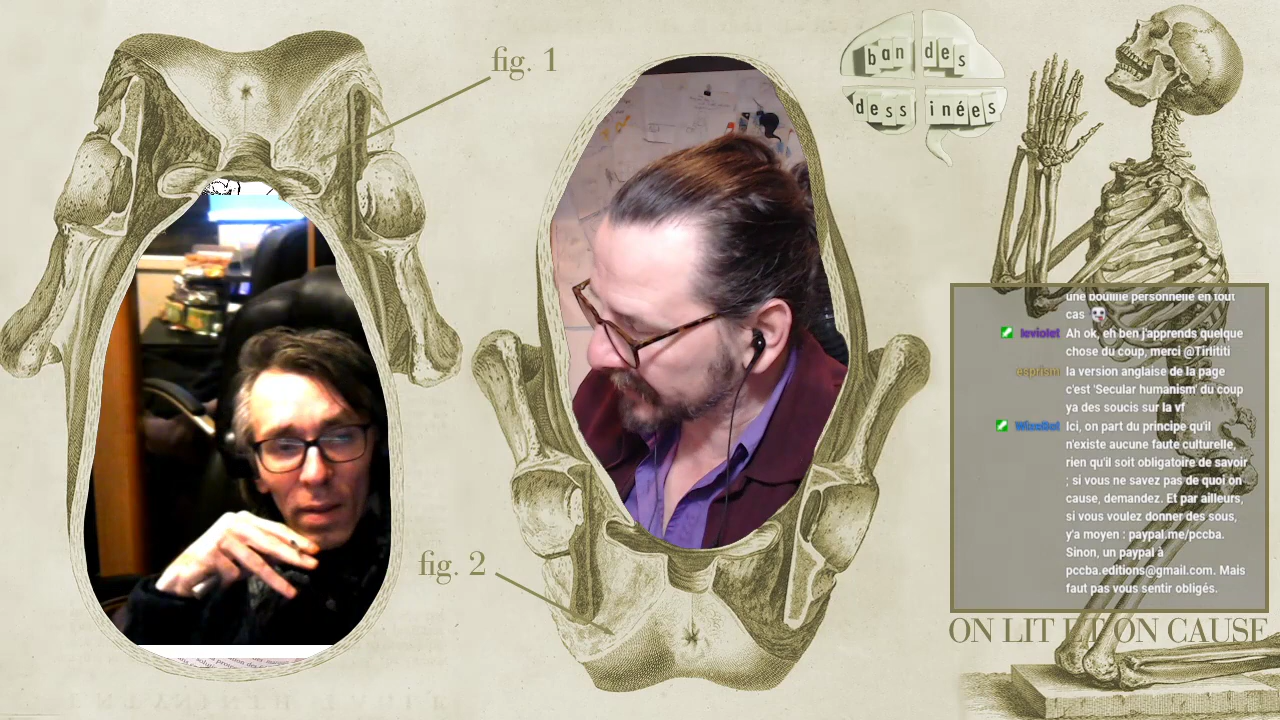 fig. 1
ban des
dess inées
une bouillie personnelle en tout
cas
leviolet Ah ok, eh ben j'apprends quelque
chose du coup, merci @Tirlititi
esprism la version anglaise de la page
c'est 'Secular humanism' du coup
ya des soucis sur la vf
WizeBot Ici, on part du principe qu'il
n'existe aucune faute culturelle,
rien qu'il soit obligatoire de savoir
; si vous ne savez pas de quoi on
cause, demandez. Et par ailleurs,
si vous voulez donner des sous,
y'a moyen : paypal.me/pccba.
Sinon, un paypal à
pccba.editions@gmail.com. Mais
faut pas vous sentir obligés.
fig. 2
ON LIT ET ON CAUSE